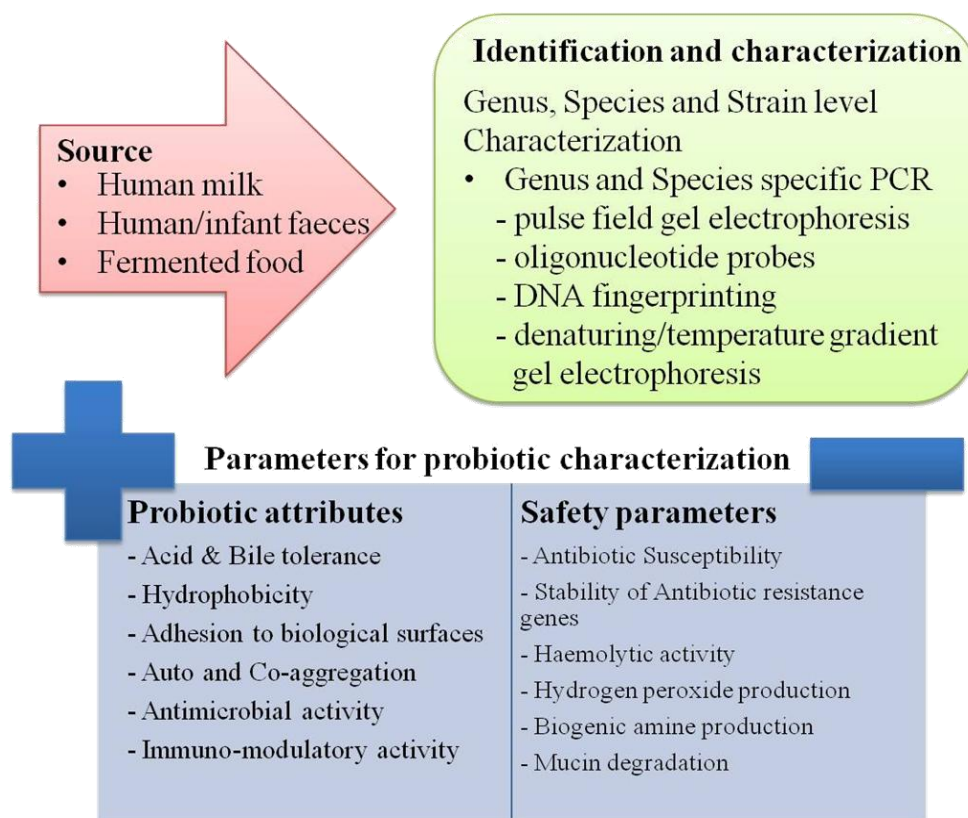 Source
• Human milk
• Human/infant faeces
• Fermented food
Identification and characterization
Genus, Species and Strain level
Characterization
• Genus and Species specific PCR
- pulse field gel electrophoresis
- oligonucleotide probes
- DNA fingerprinting
- denaturing/temperature gradient
gel electrophoresis
Parameters for probiotic characterization
Probiotic attributes
- Acid & Bile tolerance
- Hydrophobicity
- Adhesion to biological surfaces
- Auto and Co-aggregation
- Antimicrobial activity
- Immuno-modulatory activity
Safety parameters
- Antibiotic Susceptibility
- Stability of Antibiotic resistance
genes
- Haemolytic activity
- Hydrogen peroxide production
- Biogenic amine production
- Mucin degradation